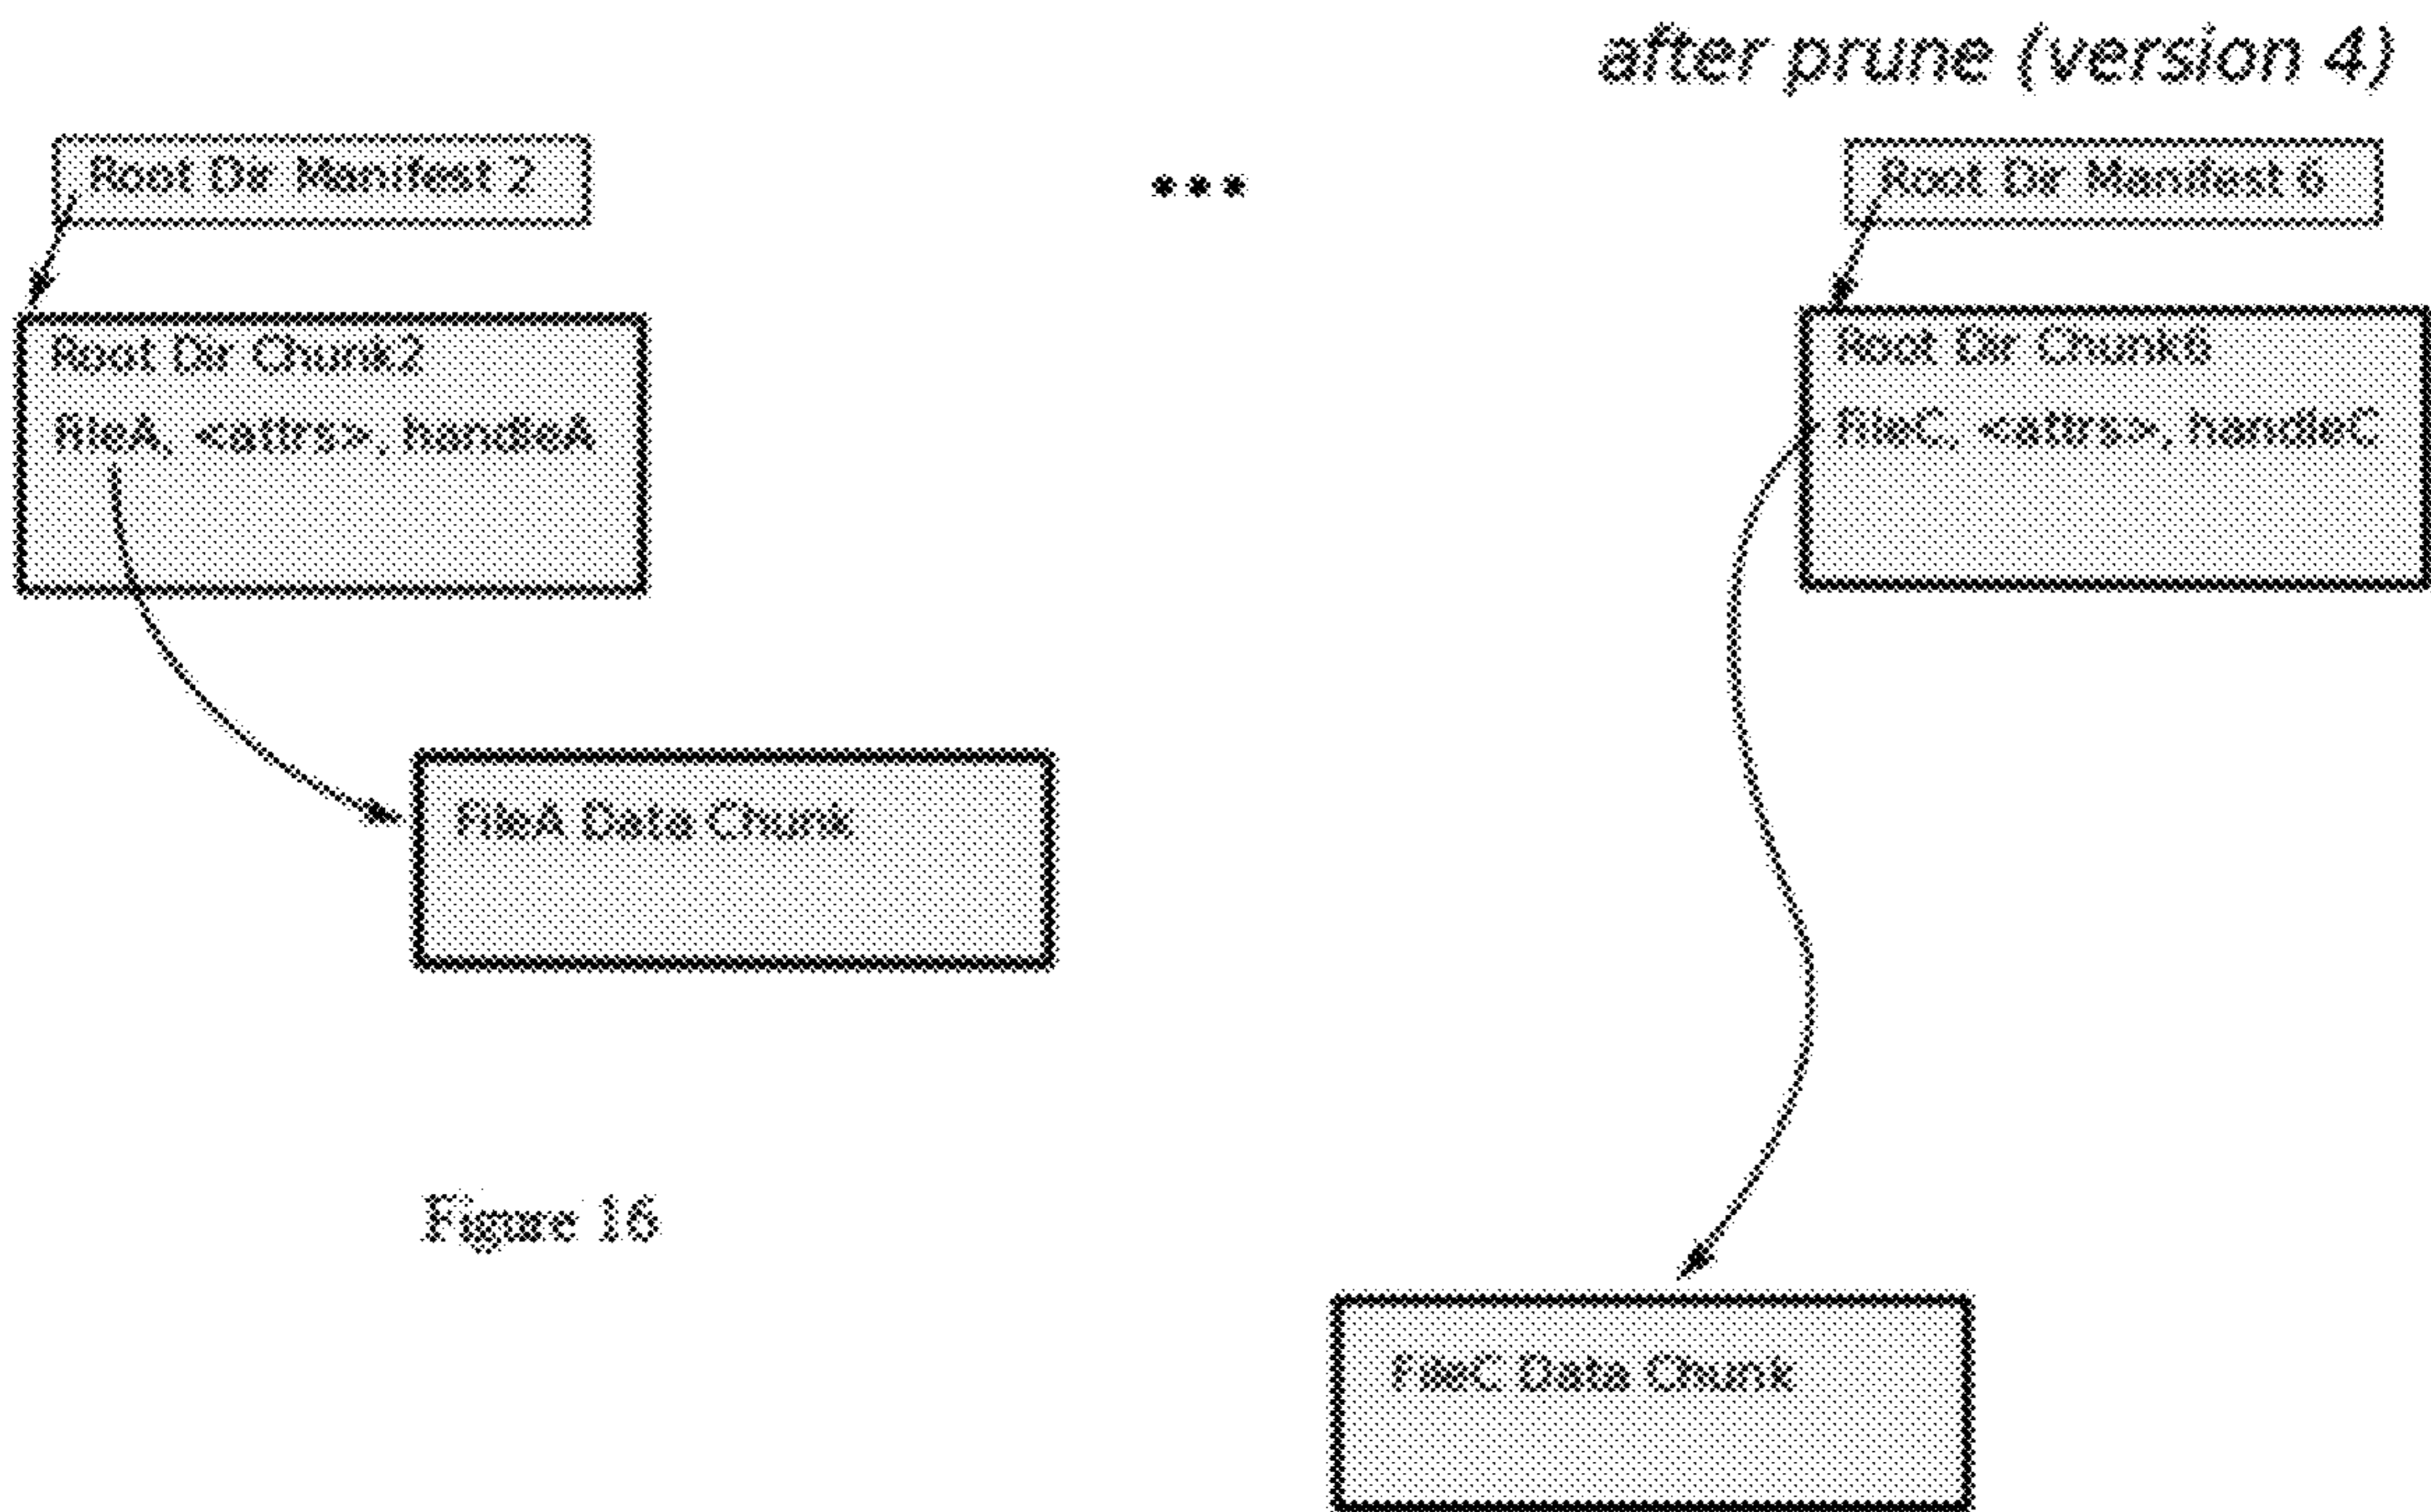 after prune (version 4)
Root Dir Manifest 2
***
Root Dir Manifest 6
Root Dir Chunk2
fileA, <attrs>, handleA
Root Dir Chunk6
fileC, <attrs>, handleC
FileA Data Chunk
Figure 16
FileC Data Chunk